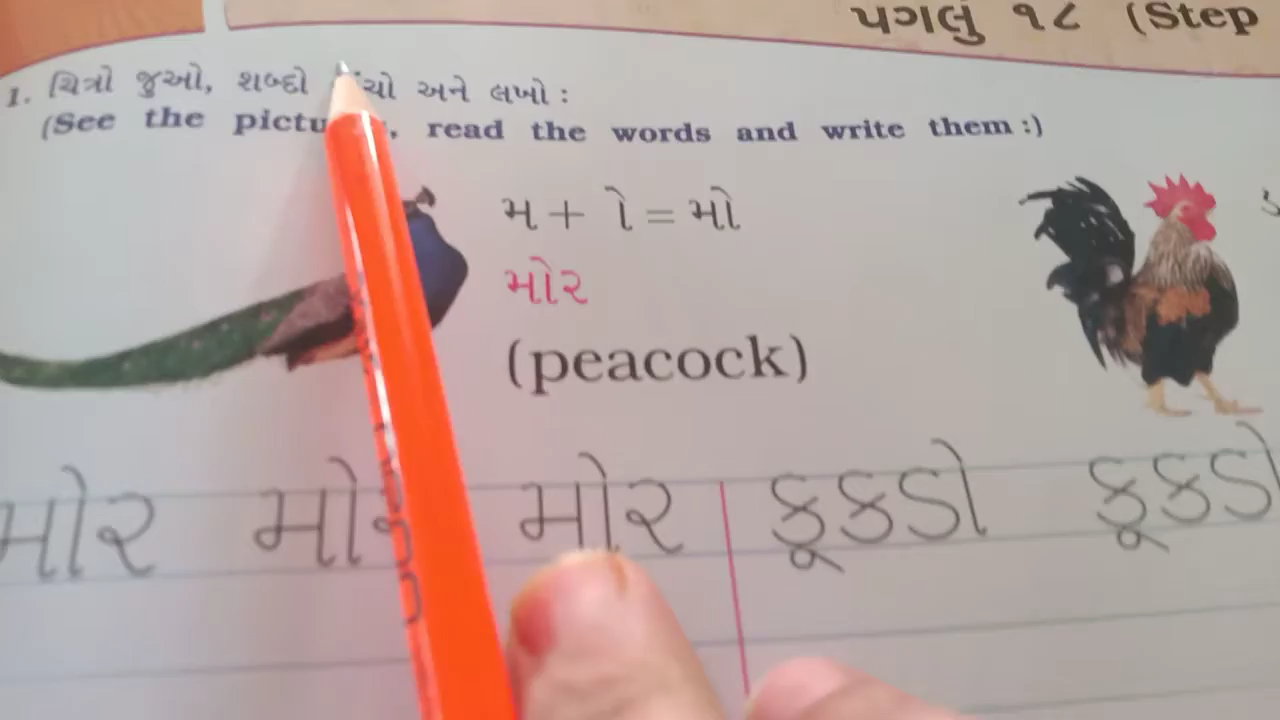 પગલું ૧૮ (Step
1. ચિત્રો જુઓ, શબ્દો અને લખો :
(See the read the words and write them :)
મ + ો = મો
મોર
(peacock)
મોર મોર કૂકડો કૂકડો